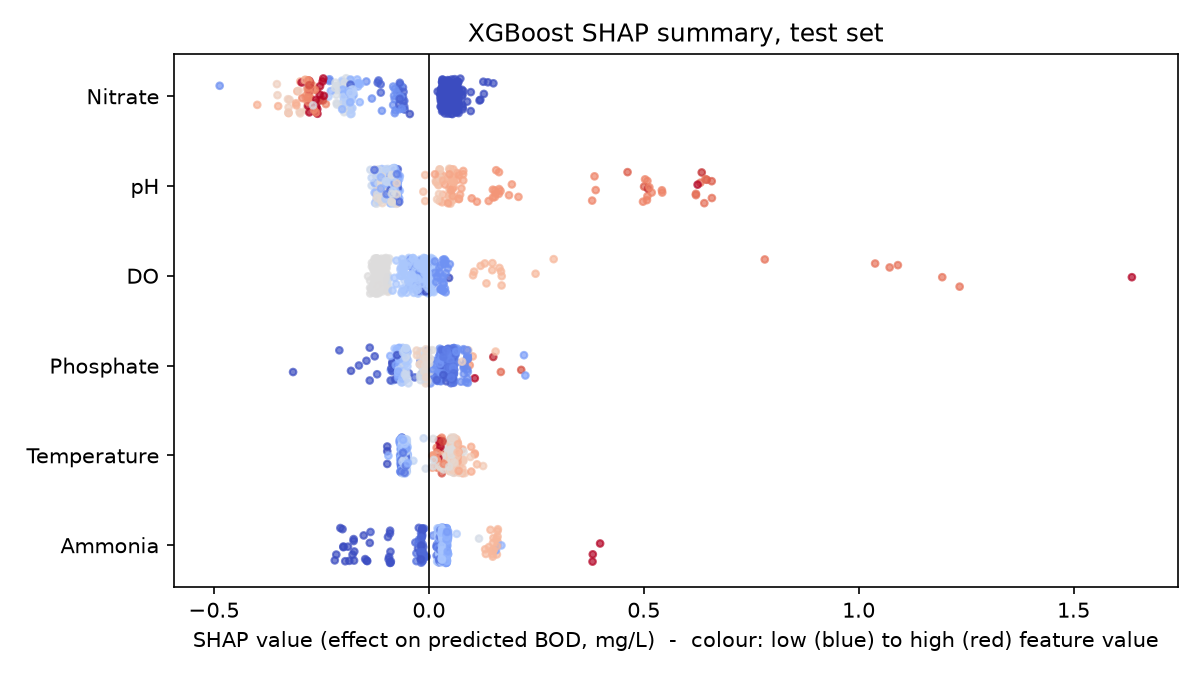 XGBoost SHAP summary, test set
Nitrate
pH
DO
Phosphate
Temperature
Ammonia
−0.5 0.0 0.5 1.0 1.5
SHAP value (effect on predicted BOD, mg/L) - colour: low (blue) to high (red) feature value